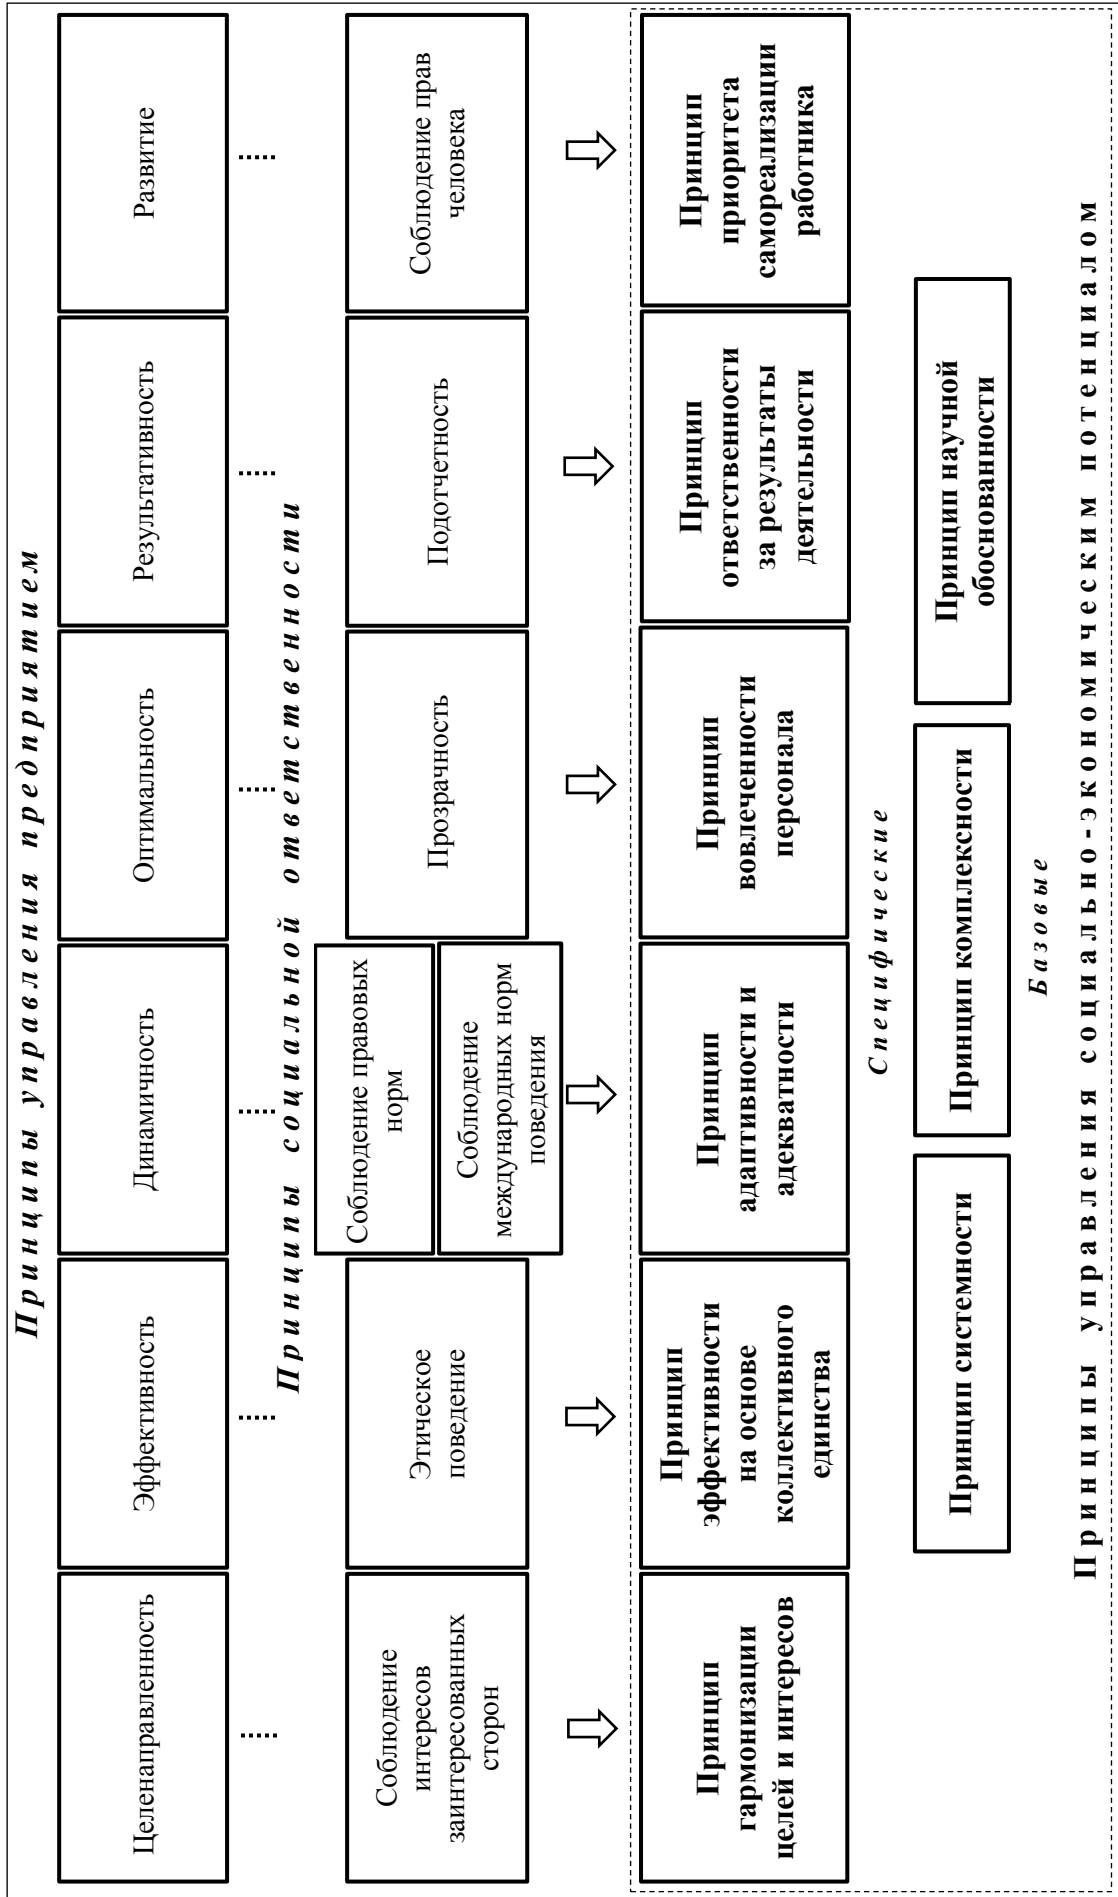 Принципы управления предприятием
Целенаправленность
Эффективность
Динамичность
Оптимальность
Результативность
Развитие
Принципы социальной ответственности
Соблюдение
интересов
заинтересованных
сторон
Этическое
поведение
Соблюдение правовых
норм
Соблюдение
международных норм
поведения
Прозрачность
Подотчетность
Соблюдение прав
человека
Принцип
гармонизации
целей и интересов
Принцип
эффективности
на основе
коллективного
единства
Принцип
адаптивности и
адекватности
Принцип
вовлеченности
персонала
Принцип
ответственности
за результаты
деятельности
Принцип
приоритета
самореализации
работника
Специфические
Принцип системности
Принцип комплексности
Принцип научной
обоснованности
Базовые
Принципы управления социально-экономическим потенциалом